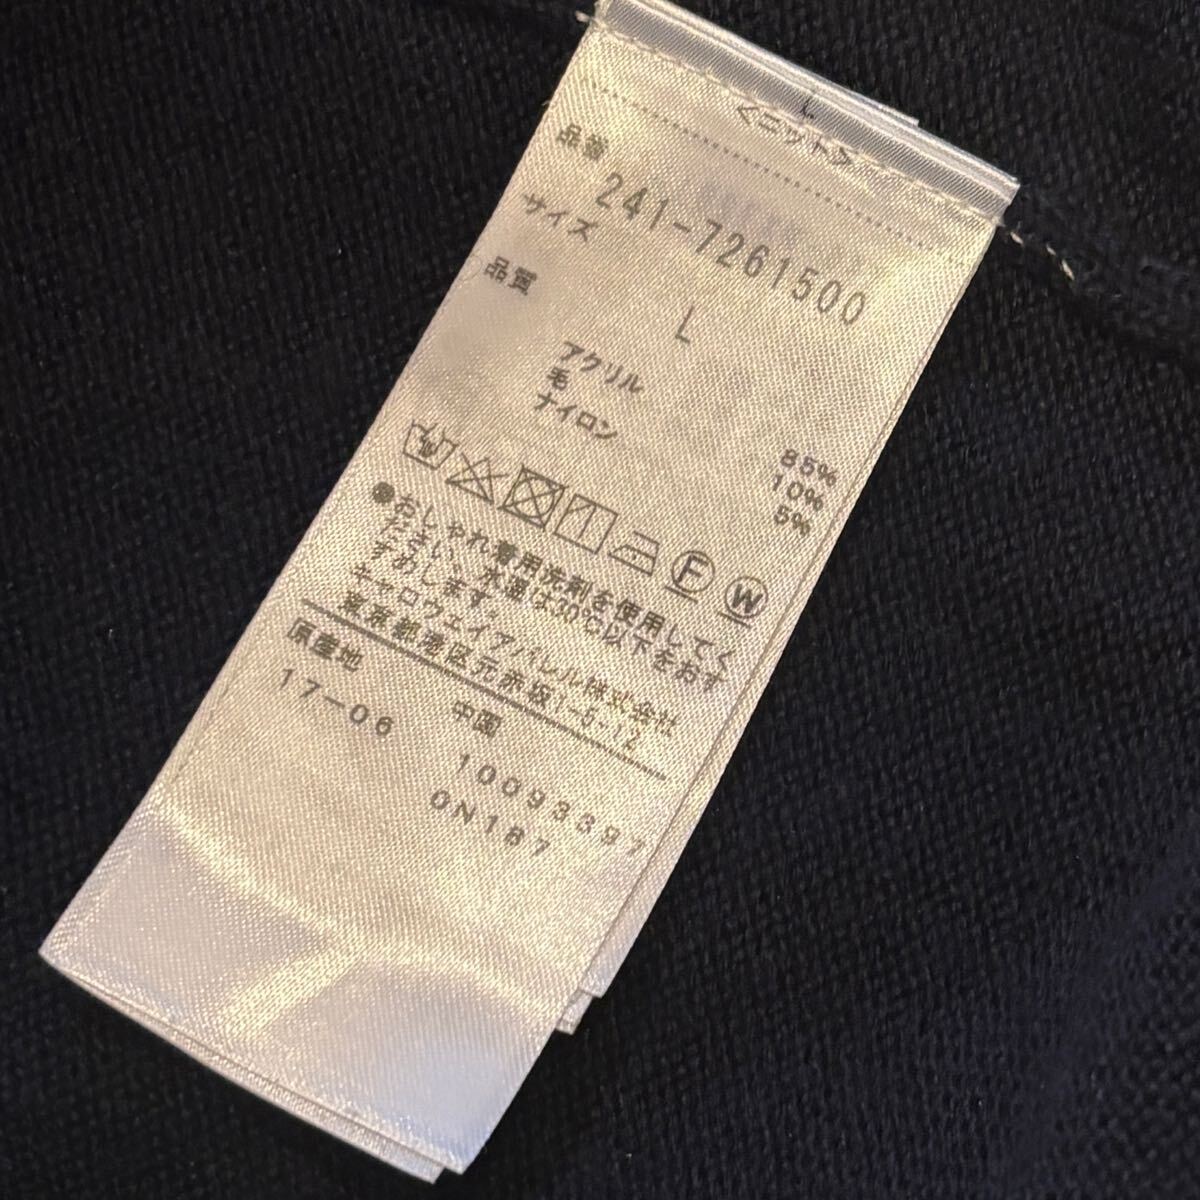 <ニット>
品番
241-7261500
サイズ
L
品質
アクリル 85%
毛 10%
ナイロン 5%
F W
●おしゃれ着用洗剤を使用してく
ださい。水温は30℃以下をおす
すめします。
キャロウェイアパレル株式会社
東京都港区元赤坂1-5-12
原産地 中国
17-06 10093397
0N187